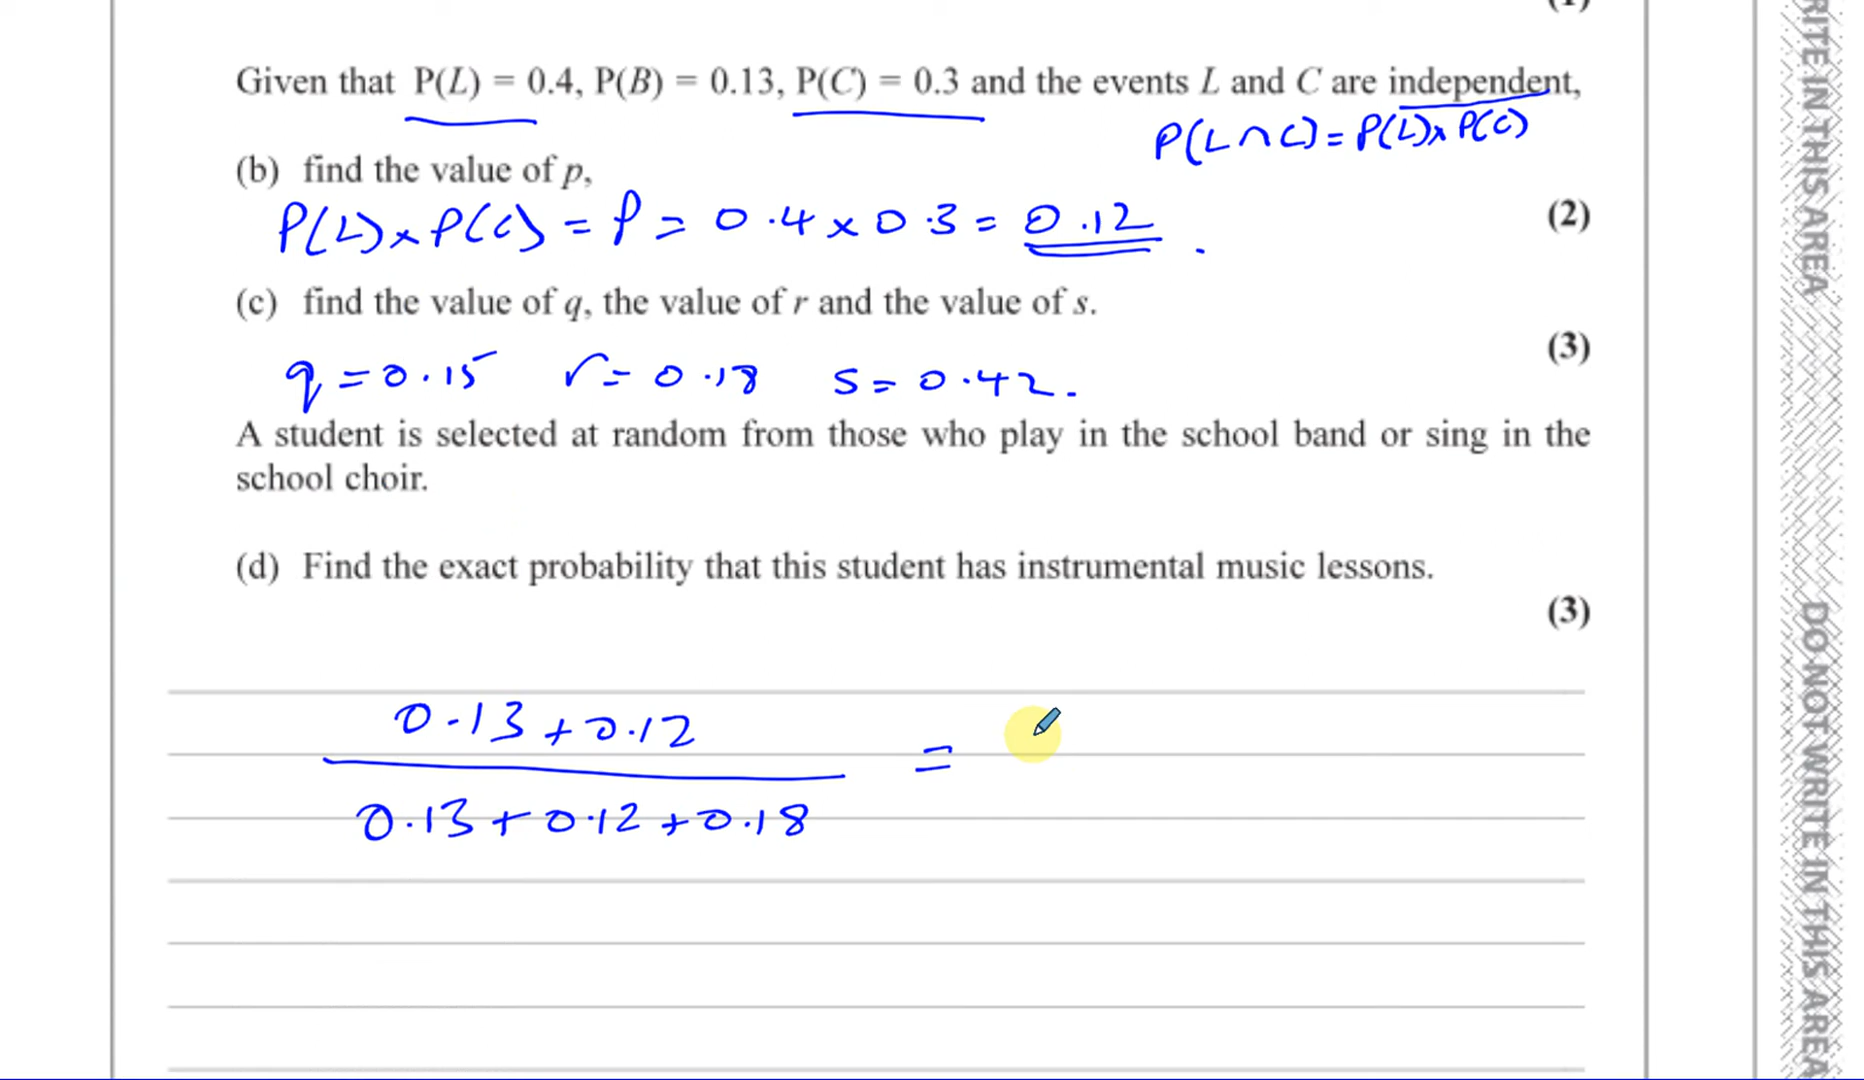 Given that P(L) = 0.4, P(B) = 0.13, P(C) = 0.3 and the events L and C are independent,
P(L∩C) = P(L)×P(C)
(b) find the value of p,
(2)
P(L)×P(C) = P = 0.4×0.3 = 0.12.
(c) find the value of q, the value of r and the value of s.
(3)
q = 0.15 r = 0.18 s = 0.42.
A student is selected at random from those who play in the school band or sing in the
school choir.
(d) Find the exact probability that this student has instrumental music lessons.
(3)
0.13 + 0.12
=
0.13 + 0.12 + 0.18
RITE IN THIS AREA
DO NOT WRITE IN THIS AREA